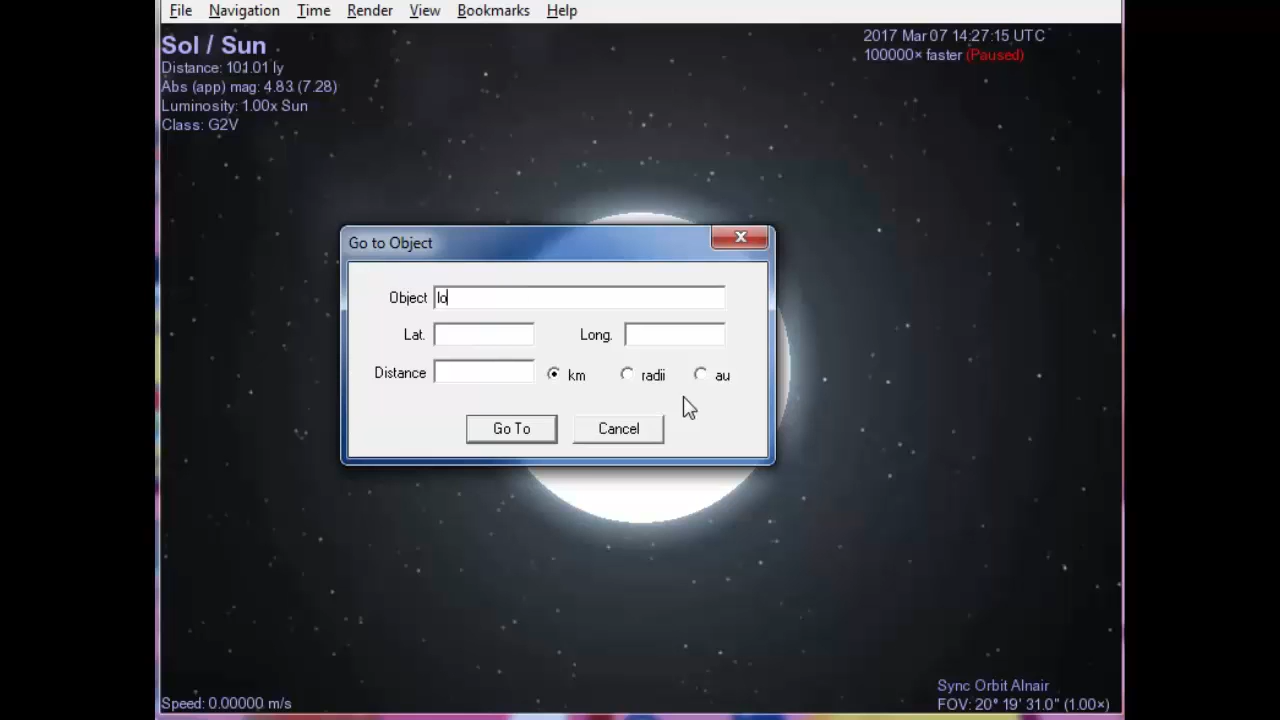 File Navigation Time Render View Bookmarks Help
Sol / Sun
Distance: 101.01 ly
Abs (app) mag: 4.83 (7.28)
Luminosity: 1.00x Sun
Class: G2V
2017 Mar 07 14:27:15 UTC
100000× faster (Paused)
Go to Object
Object lo
Lat. Long.
Distance km radii au
Go To Cancel
Speed: 0.00000 m/s
Sync Orbit Alnair
FOV: 20° 19' 31.0" (1.00×)